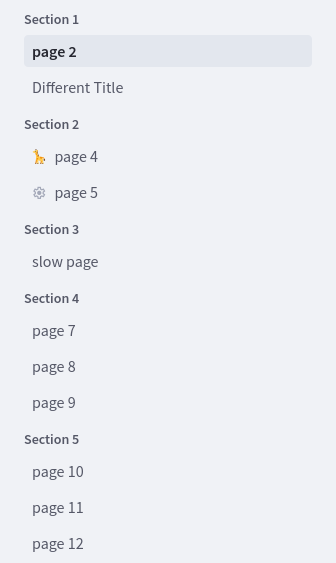 Section 1
page 2
Different Title
Section 2
🦒 page 4
page 5
Section 3
slow page
Section 4
page 7
page 8
page 9
Section 5
page 10
page 11
page 12